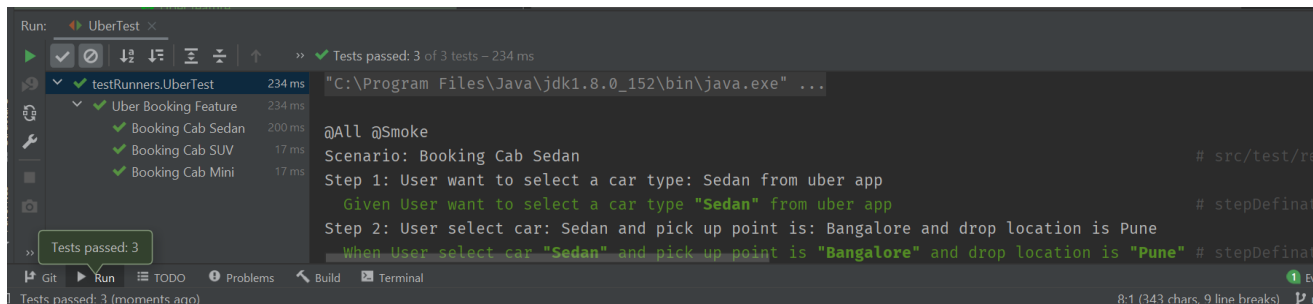 Run: UberTest ×
>> Tests passed: 3 of 3 tests – 234 ms
testRunners.UberTest 234 ms
Uber Booking Feature 234 ms
Booking Cab Sedan 200 ms
Booking Cab SUV 17 ms
Booking Cab Mini 17 ms
"C:\Program Files\Java\jdk1.8.0_152\bin\java.exe" ...
@All @Smoke
Scenario: Booking Cab Sedan # src/test/re
Step 1: User want to select a car type: Sedan from uber app
Given User want to select a car type "Sedan" from uber app # stepDefinat
Step 2: User select car: Sedan and pick up point is: Bangalore and drop location is Pune
When User select car "Sedan" and pick up point is "Bangalore" and drop location is "Pune" # stepDefinat
>>
Tests passed: 3
Git Run TODO Problems Build Terminal 1 Ev
Tests passed: 3 (moments ago) 8:1 (343 chars, 9 line breaks)